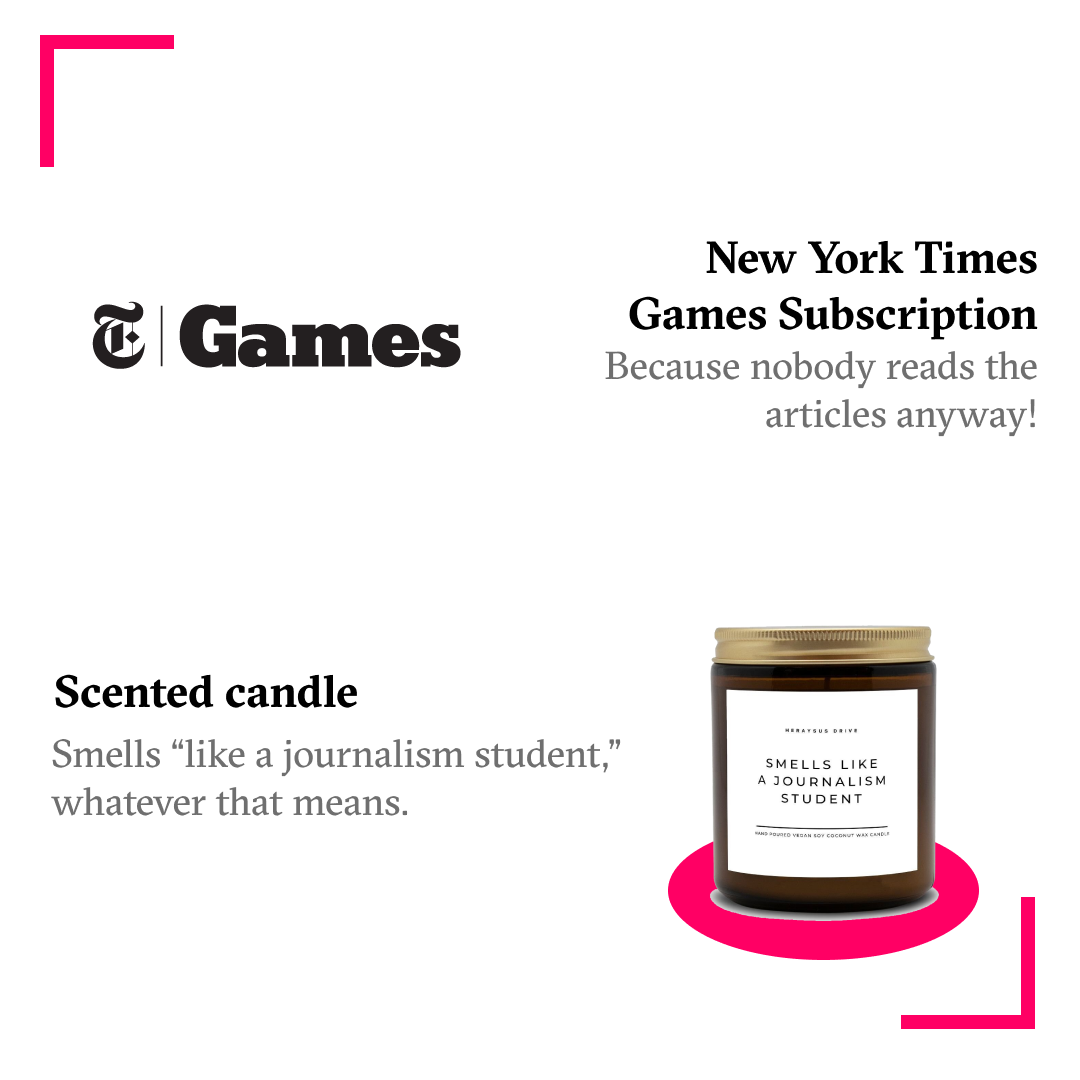 T | Games
New York Times
Games Subscription
Because nobody reads the
articles anyway!
Scented candle
Smells “like a journalism student,”
whatever that means.
HERAYSUS DRIVE
SMELLS LIKE
A JOURNALISM
STUDENT
HAND POURED VEGAN SOY COCONUT WAX CANDLE